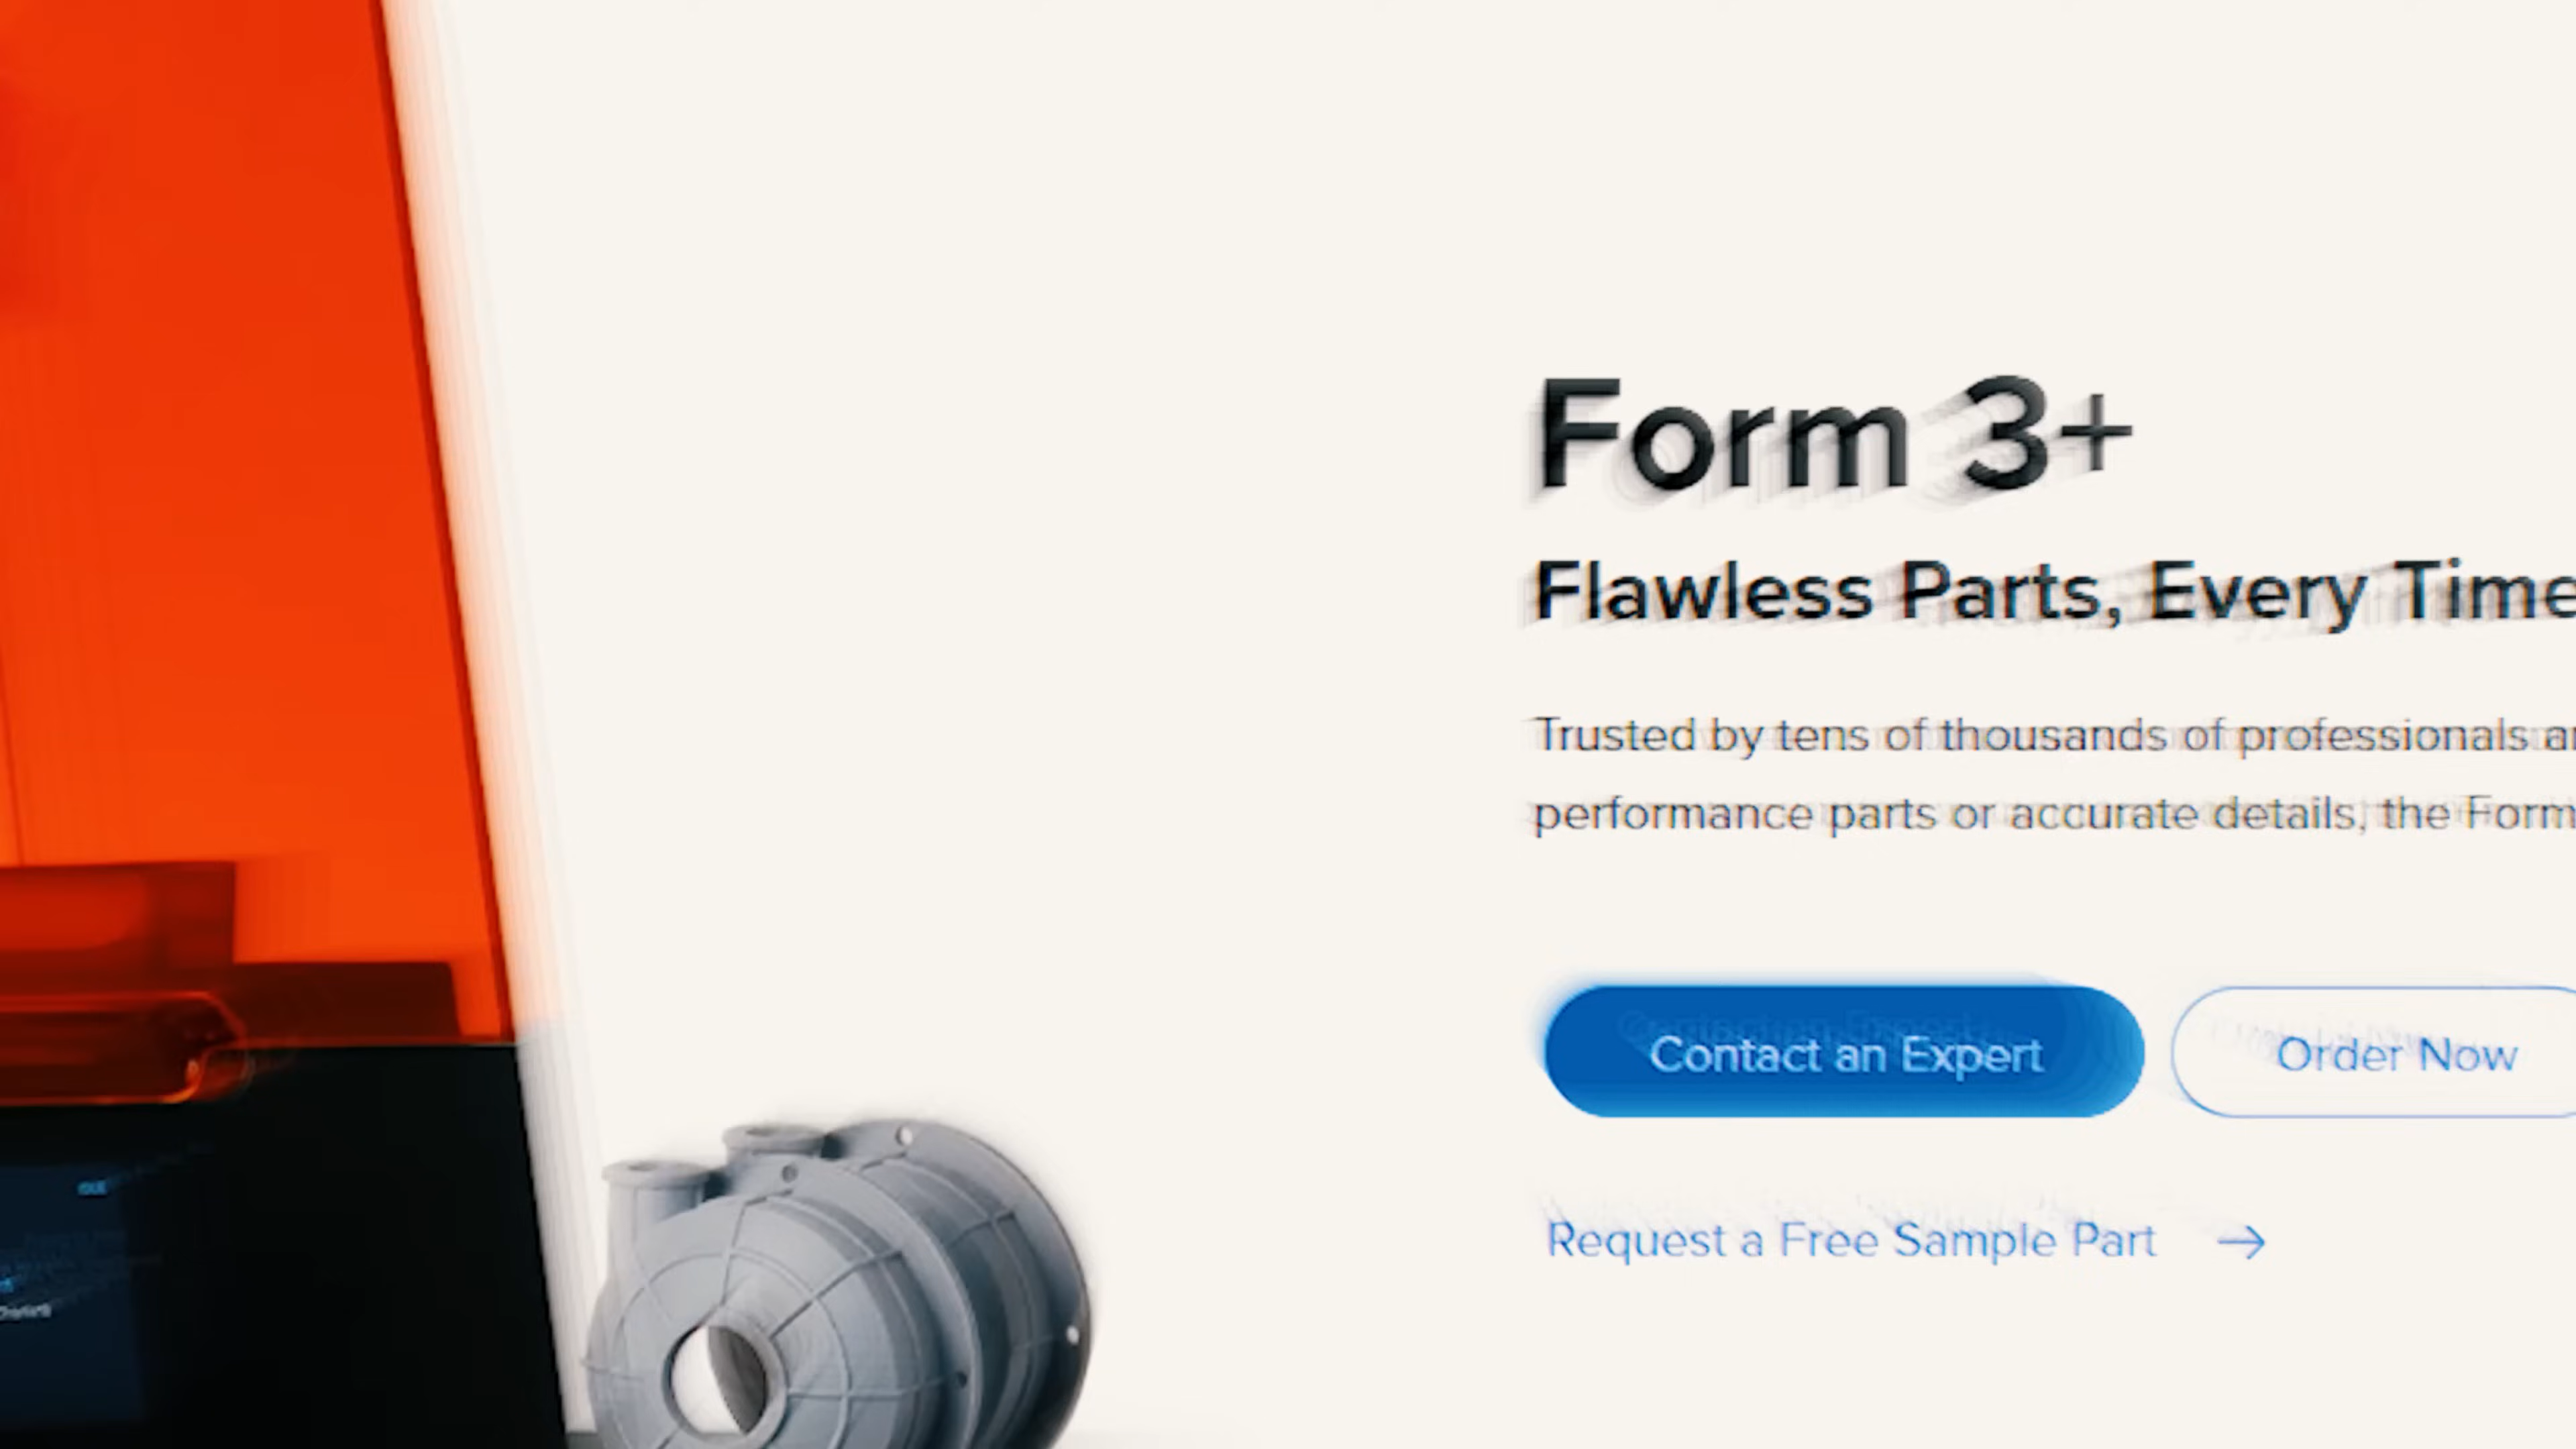 Form 3+
Flawless Parts, Every Time
Trusted by tens of thousands of professionals
performance parts or accurate details, the Form
Contact an Expert
Order Now
Request a Free Sample Part →